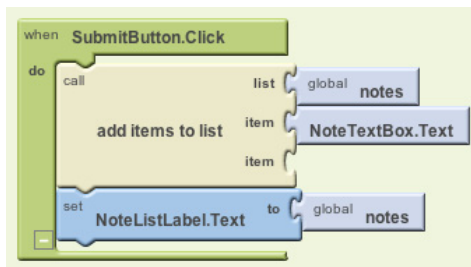 when SubmitButton.Click
do
call list global notes
add items to list item NoteTextBox.Text
item
set NoteListLabel.Text to global notes